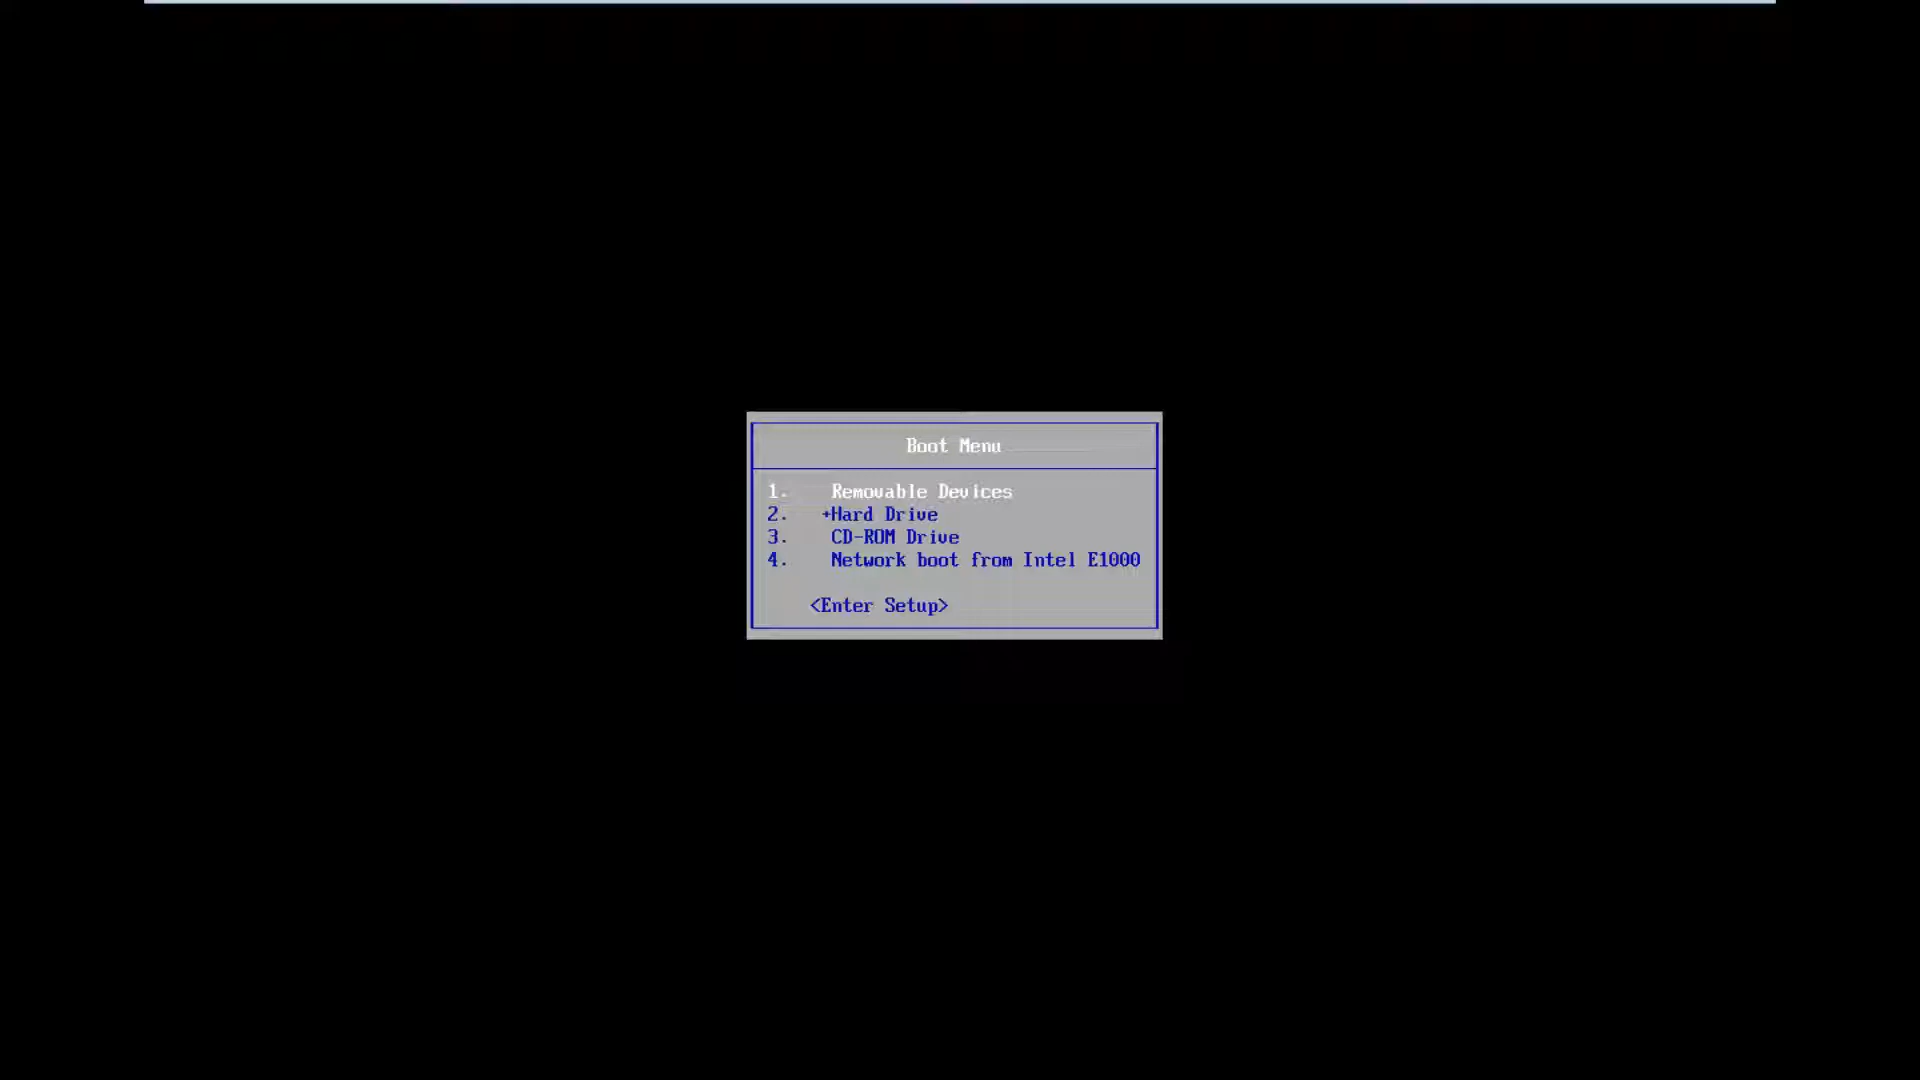 Boot Menu
1. Removable Devices
2. +Hard Drive
3. CD-ROM Drive
4. Network boot from Intel E1000
<Enter Setup>